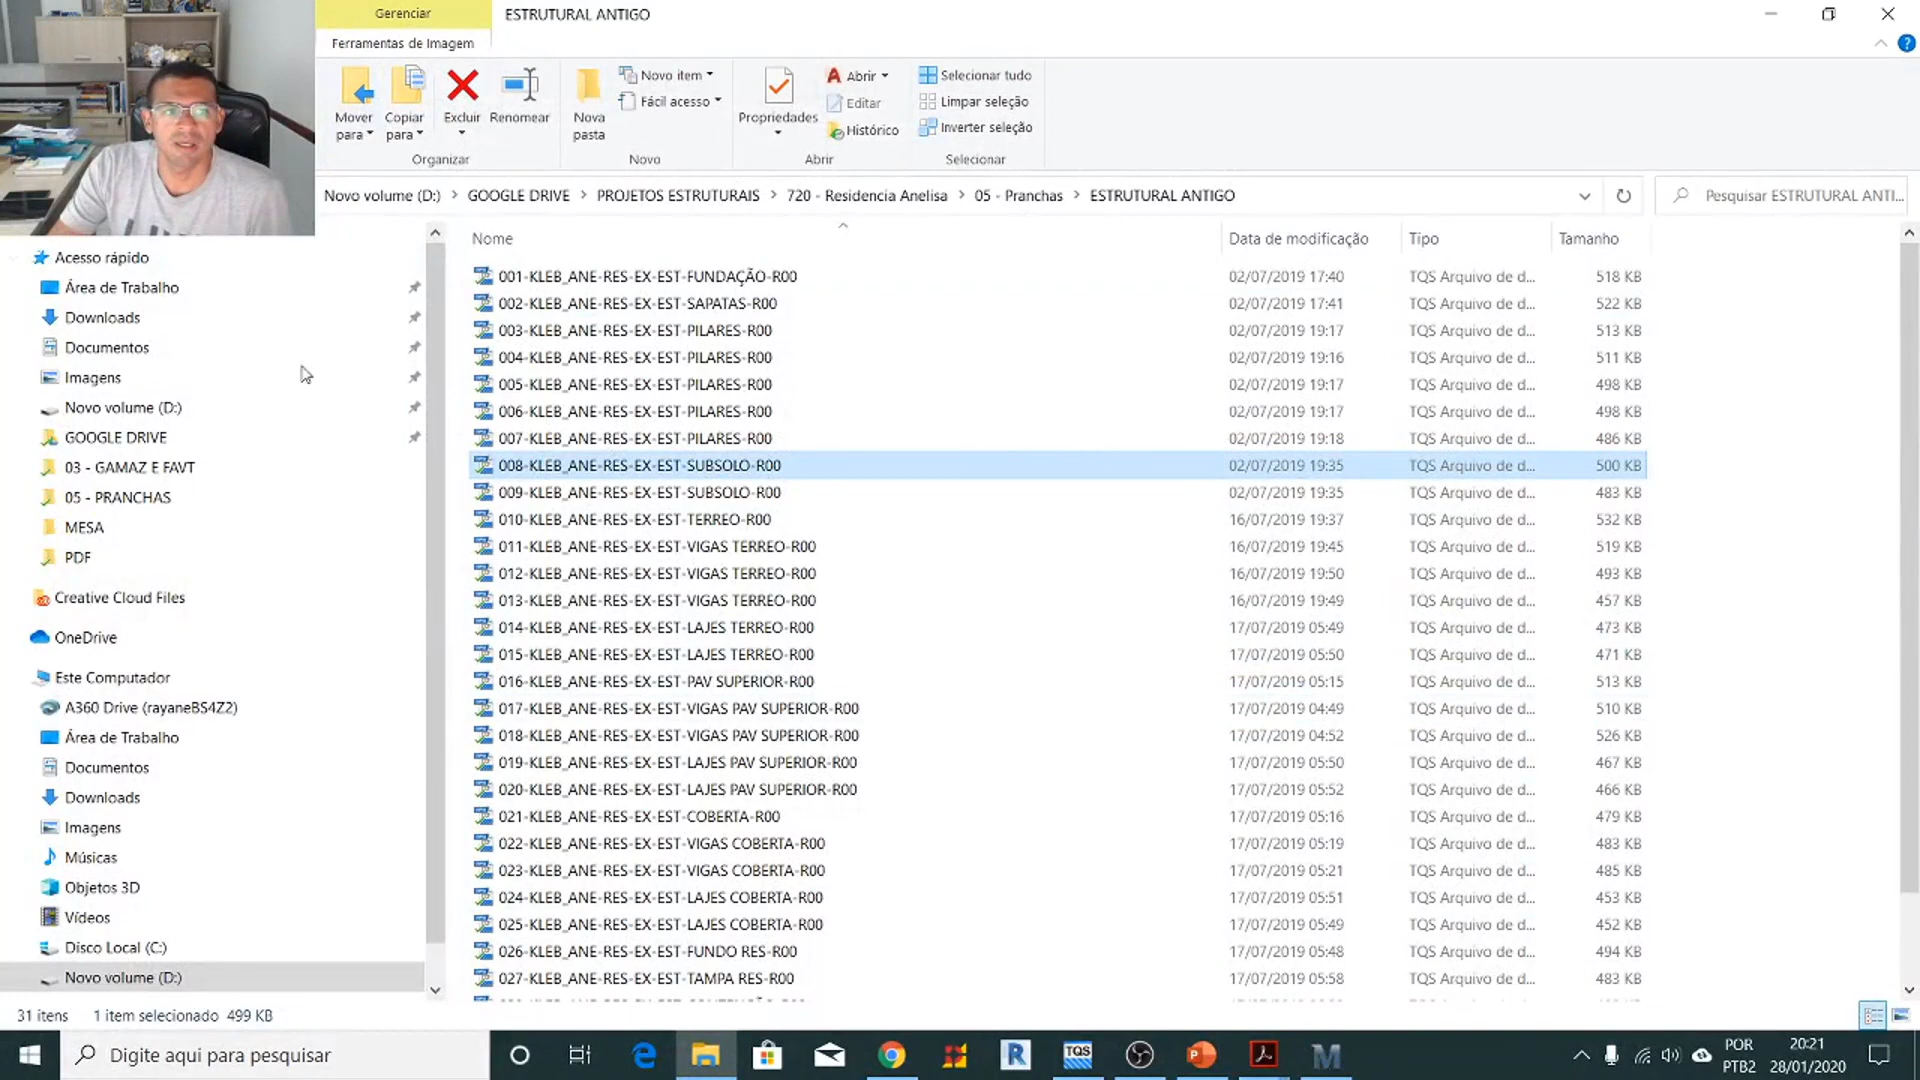 Gerenciar
ESTRUTURAL ANTIGO
Ferramentas de Imagem
Mover para
Copiar para
Excluir
Renomear
Organizar
Nova pasta
Novo item
Fácil acesso
Novo
Propriedades
Abrir
Editar
Histórico
Abrir
Selecionar tudo
Limpar seleção
Inverter seleção
Selecionar
Novo volume (D:) > GOOGLE DRIVE > PROJETOS ESTRUTURAIS > 720 - Residencia Anelisa > 05 - Pranchas > ESTRUTURAL ANTIGO
Pesquisar ESTRUTURAL ANTI...
Acesso rápido
Área de Trabalho
Downloads
Documentos
Imagens
Novo volume (D:)
GOOGLE DRIVE
03 - GAMAZ E FAVT
05 - PRANCHAS
MESA
PDF
Creative Cloud Files
OneDrive
Este Computador
A360 Drive (rayaneBS4Z2)
Área de Trabalho
Documentos
Downloads
Imagens
Músicas
Objetos 3D
Vídeos
Disco Local (C:)
Novo volume (D:)
Nome Data de modificação Tipo Tamanho
001-KLEB_ANE-RES-EX-EST-FUNDAÇÃO-R00 02/07/2019 17:40 TQS Arquivo de d... 518 KB
002-KLEB_ANE-RES-EX-EST-SAPATAS-R00 02/07/2019 17:41 TQS Arquivo de d... 522 KB
003-KLEB_ANE-RES-EX-EST-PILARES-R00 02/07/2019 19:17 TQS Arquivo de d... 513 KB
004-KLEB_ANE-RES-EX-EST-PILARES-R00 02/07/2019 19:16 TQS Arquivo de d... 511 KB
005-KLEB_ANE-RES-EX-EST-PILARES-R00 02/07/2019 19:17 TQS Arquivo de d... 498 KB
006-KLEB_ANE-RES-EX-EST-PILARES-R00 02/07/2019 19:17 TQS Arquivo de d... 498 KB
007-KLEB_ANE-RES-EX-EST-PILARES-R00 02/07/2019 19:18 TQS Arquivo de d... 486 KB
008-KLEB_ANE-RES-EX-EST-SUBSOLO-R00 02/07/2019 19:35 TQS Arquivo de d... 500 KB
009-KLEB_ANE-RES-EX-EST-SUBSOLO-R00 02/07/2019 19:35 TQS Arquivo de d... 483 KB
010-KLEB_ANE-RES-EX-EST-TERREO-R00 16/07/2019 19:37 TQS Arquivo de d... 532 KB
011-KLEB_ANE-RES-EX-EST-VIGAS TERREO-R00 16/07/2019 19:45 TQS Arquivo de d... 519 KB
012-KLEB_ANE-RES-EX-EST-VIGAS TERREO-R00 16/07/2019 19:50 TQS Arquivo de d... 493 KB
013-KLEB_ANE-RES-EX-EST-VIGAS TERREO-R00 16/07/2019 19:49 TQS Arquivo de d... 457 KB
014-KLEB_ANE-RES-EX-EST-LAJES TERREO-R00 17/07/2019 05:49 TQS Arquivo de d... 473 KB
015-KLEB_ANE-RES-EX-EST-LAJES TERREO-R00 17/07/2019 05:50 TQS Arquivo de d... 471 KB
016-KLEB_ANE-RES-EX-EST-PAV SUPERIOR-R00 17/07/2019 05:15 TQS Arquivo de d... 513 KB
017-KLEB_ANE-RES-EX-EST-VIGAS PAV SUPERIOR-R00 17/07/2019 04:49 TQS Arquivo de d... 510 KB
018-KLEB_ANE-RES-EX-EST-VIGAS PAV SUPERIOR-R00 17/07/2019 04:52 TQS Arquivo de d... 526 KB
019-KLEB_ANE-RES-EX-EST-LAJES PAV SUPERIOR-R00 17/07/2019 05:50 TQS Arquivo de d... 467 KB
020-KLEB_ANE-RES-EX-EST-LAJES PAV SUPERIOR-R00 17/07/2019 05:52 TQS Arquivo de d... 466 KB
021-KLEB_ANE-RES-EX-EST-COBERTA-R00 17/07/2019 05:16 TQS Arquivo de d... 479 KB
022-KLEB_ANE-RES-EX-EST-VIGAS COBERTA-R00 17/07/2019 05:19 TQS Arquivo de d... 483 KB
023-KLEB_ANE-RES-EX-EST-VIGAS COBERTA-R00 17/07/2019 05:21 TQS Arquivo de d... 485 KB
024-KLEB_ANE-RES-EX-EST-LAJES COBERTA-R00 17/07/2019 05:51 TQS Arquivo de d... 453 KB
025-KLEB_ANE-RES-EX-EST-LAJES COBERTA-R00 17/07/2019 05:49 TQS Arquivo de d... 452 KB
026-KLEB_ANE-RES-EX-EST-FUNDO RES-R00 17/07/2019 05:48 TQS Arquivo de d... 494 KB
027-KLEB_ANE-RES-EX-EST-TAMPA RES-R00 17/07/2019 05:58 TQS Arquivo de d... 483 KB
31 itens 1 item selecionado 499 KB
Digite aqui para pesquisar
TQS
POR
PTB2
20:21
28/01/2020